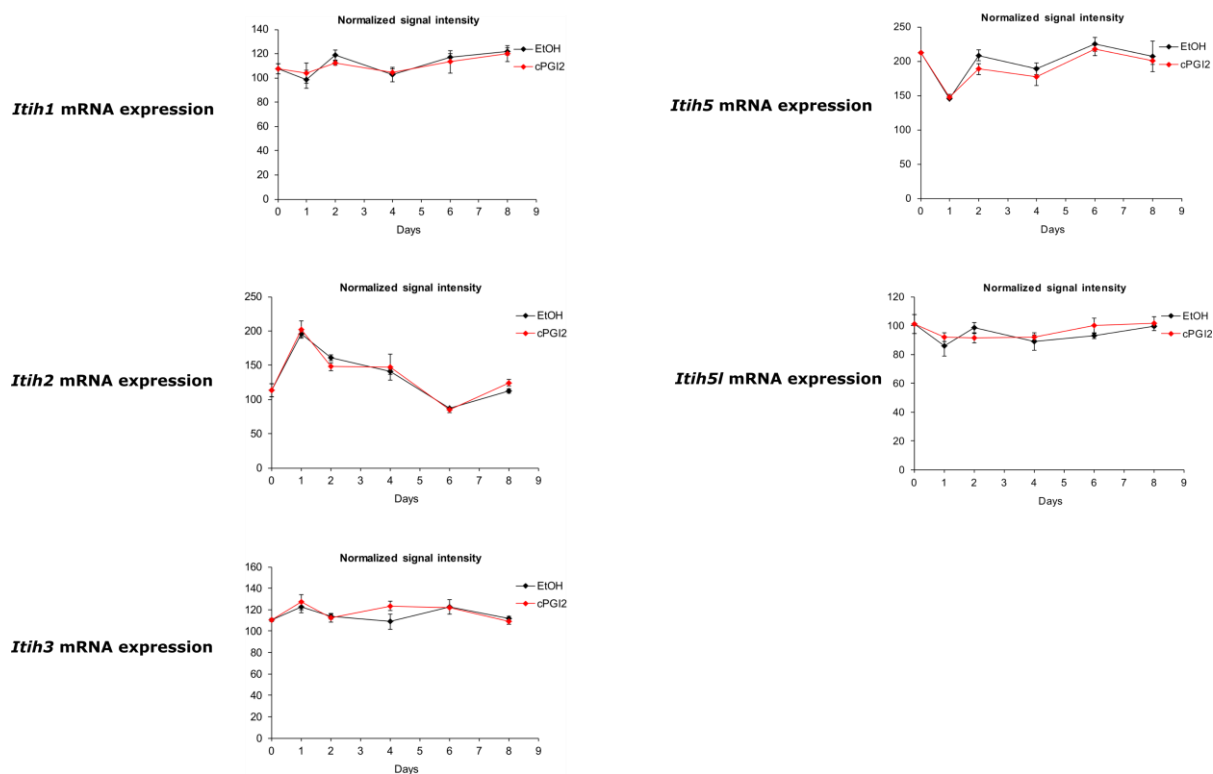 Normalized signal intensity
140
120
100
80
60
40
20
0
0 1 2 3 4 5 6 7 8 9
Days
EtOH
cPGI2
Itih1 mRNA expression
Normalized signal intensity
250
200
150
100
50
0
0 1 2 3 4 5 6 7 8 9
Days
EtOH
cPGI2
Itih5 mRNA expression
Normalized signal intensity
250
200
150
100
50
0
0 1 2 3 4 5 6 7 8 9
Days
EtOH
cPGI2
Itih2 mRNA expression
Normalized signal intensity
120
100
80
60
40
20
0
0 1 2 3 4 5 6 7 8 9
Days
EtOH
cPGI2
Itih5l mRNA expression
Normalized signal intensity
160
140
120
100
80
60
40
20
0
0 1 2 3 4 5 6 7 8 9
Days
EtOH
cPGI2
Itih3 mRNA expression